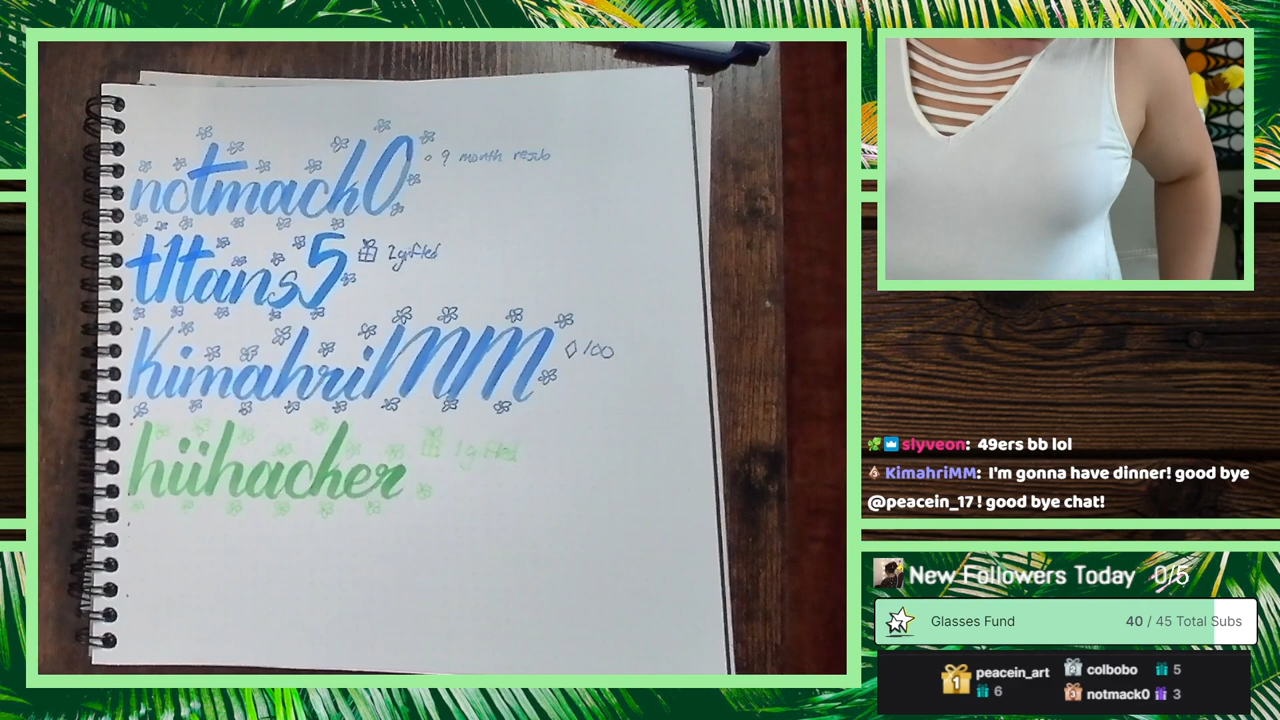 notmack0 9 month resub
t1tans5 2 gifted
KimahriMM 100
hiihacker 1 gifted
slyveon: 49ers bb lol
KimahriMM: I'm gonna have dinner! good bye
@peacein_17 ! good bye chat!
New Followers Today 0/5
Glasses Fund 40 / 45 Total Subs
1 peacein_art 6
2 colbobo 5
3 notmack0 3